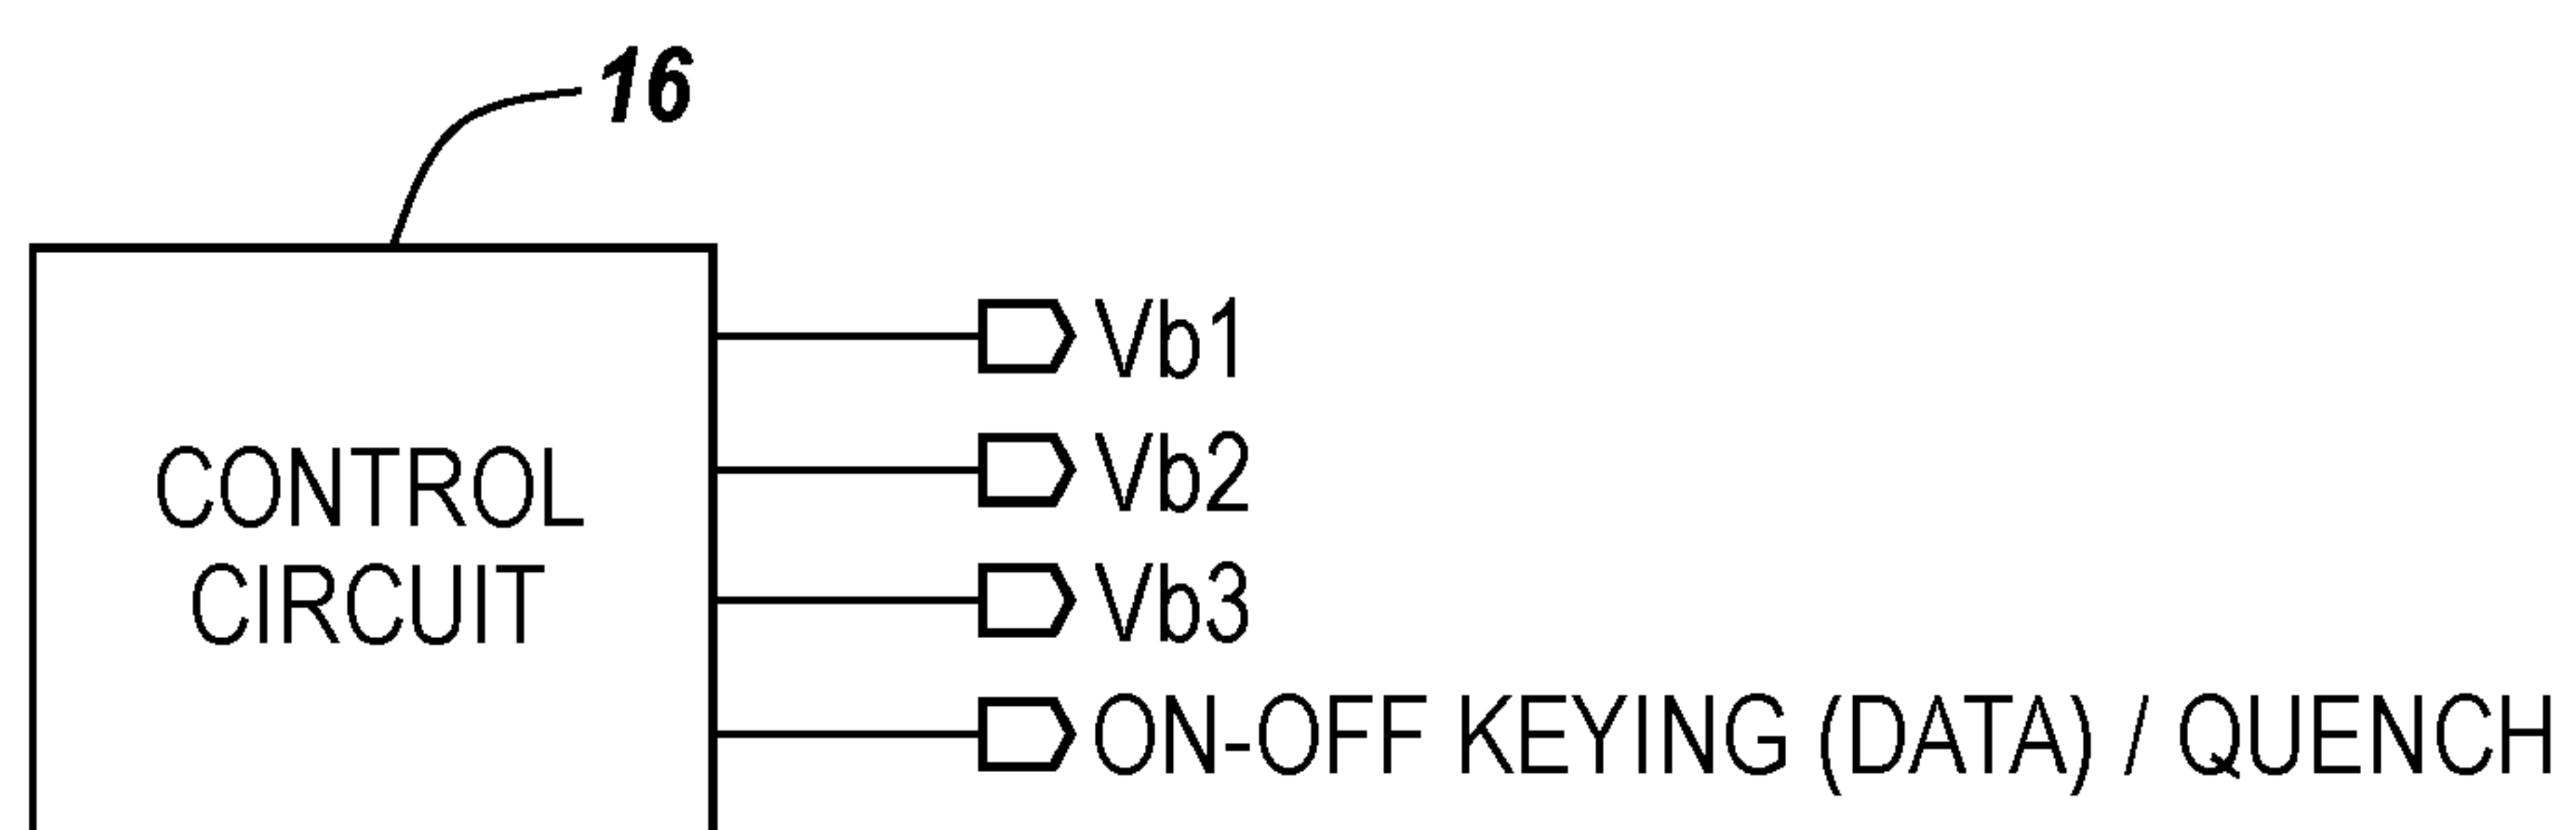 16
Vb1
Vb2
CONTROL
CIRCUIT
Vb3
ON-OFF KEYING (DATA) / QUENCH